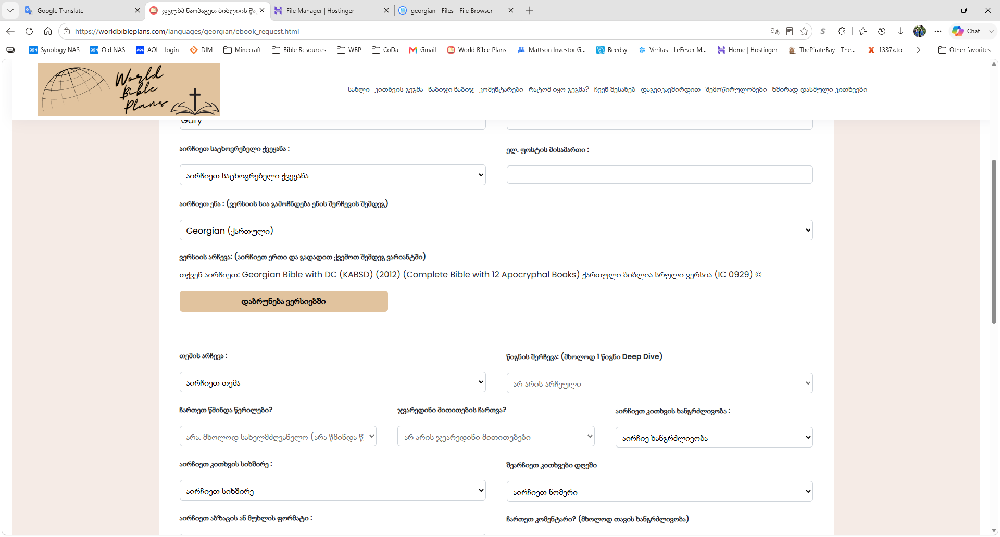 Google Translate
File Manager | Hostinger
georgian - Files - File Browser
https://worldbibleplans.com/languages/georgian/ebook_request.html
Chat
Synology NAS
Old NAS
AOL - login
DIM
Minecraft
Bible Resources
WBP
CoDa
Gmail
World Bible Plans
Mattson Investor G...
Reedsy
Veritas - LeFever M...
Home | Hostinger
ThePirateBay - The...
1337x.to
Other favorites
World
Bible
Plans
სახლი
კითხვის გეგმა
ნაბიჯი ნაბიჯ
კომენტარები
რატომ იყო გეგმა?
ჩვენ შესახებ
დაგვიკავშირდით
შემოწირულობები
ხშირად დასმული კითხვები
Gary
აირჩიეთ საცხოვრებელი ქვეყანა :
ელ. ფოსტის მისამართი :
აირჩიეთ საცხოვრებელი ქვეყანა
აირჩიეთ ენა : (ვერსიის სია გამოჩნდება ენის შერჩევის შემდეგ)
Georgian (ქართული)
ვერსიის არჩევა: (აირჩიეთ ერთი და გადადით ქვემოთ შემდეგ ვარიანტში)
თქვენ აირჩიეთ: Georgian Bible with DC (KABSD) (2012) (Complete Bible with 12 Apocryphal Books) ქართული ბიბლია სრული ვერსია (IC 0929) ©
დაბრუნება ვერსიებში
თემის არჩევა :
წიგნის შერჩევა: (მხოლოდ 1 წიგნი Deep Dive)
აირჩიეთ თემა
არ არის არჩეული
ჩართეთ წმინდა წერილები?
ჯვარედინი მითითების ჩართვა?
აირჩიეთ კითხვის ხანგრძლივობა :
არა. მხოლოდ სახელმძღვანელო (არა წმინდა წ
არ არის ჯვარედინი მითითებები
აირჩიე ხანგრძლივობა
აირჩიეთ კითხვის სიხშირე :
შეარჩიეთ კითხვები დღეში
აირჩიეთ სიხშირე
აირჩიეთ ნომერი
აირჩიეთ აბზაცის ან მუხლის ფორმატი :
ჩართეთ კომენტარი? (მხოლოდ თავის ხანგრძლივობა)